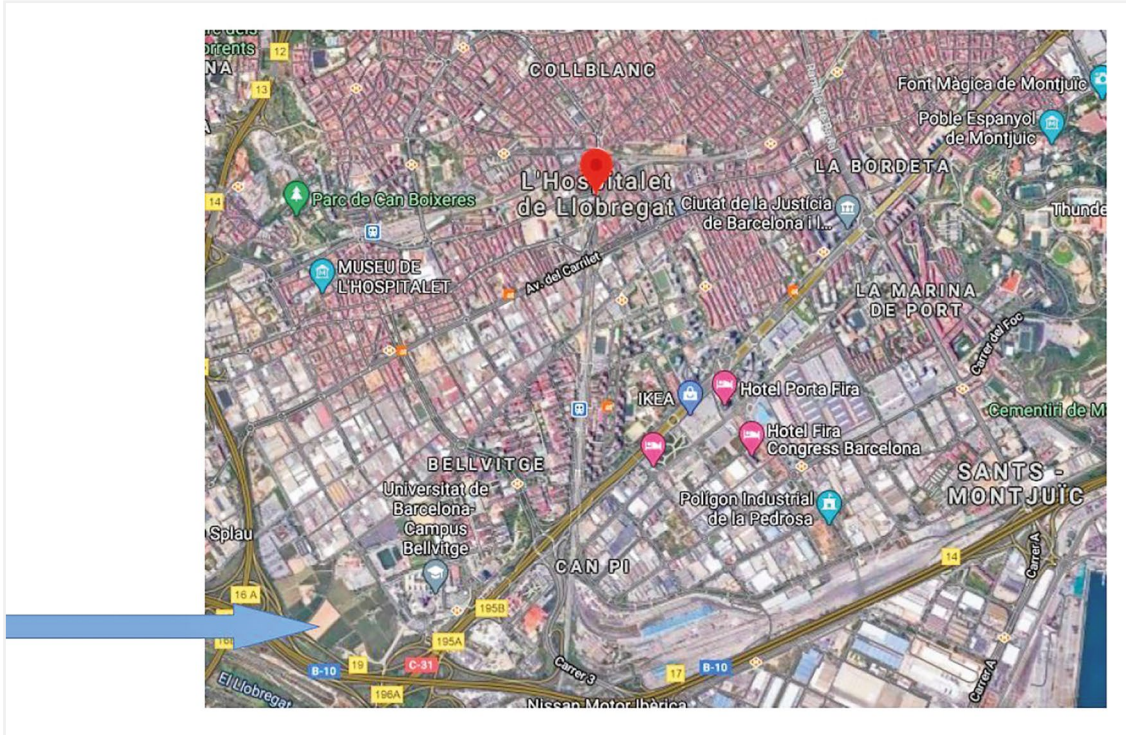 12
13
COLLBLANC
Font Màgica de Montjuïc
Poble Espanyol
de Montjuic
LA BORDETA
14
Parc de Can Boixeres
L'Hospitalet
de Llobregat
Ciutat de la Justícia
de Barcelona i l...
Thunde
MUSEU DE
L'HOSPITALET
Av. del Carrilet
LA MARINA
DE PORT
Carrer del Foc
IKEA
Hotel Porta Fira
Cementiri de M
Hotel Fira
Congress Barcelona
BELLVITGE
Universitat de
Barcelona-
Campus
Bellvitge
SANTS -
MONTJUÏC
Polígon Industrial
de la Pedrosa
Splau
CAN PI
14
Carrer A
16 A
195B
195A
B-10
19
C-31
196A
Carrer 3
17
B-10
Carrer A
El Llobregat
Nissan Motor Ibérica